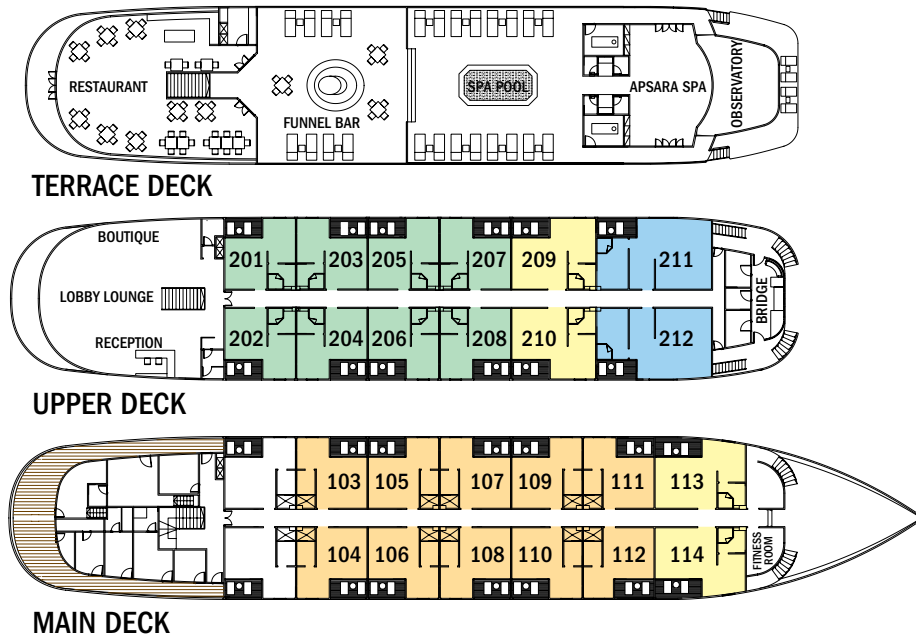 RESTAURANT
FUNNEL BAR
SPA POOL
APSARA SPA
OBSERVATORY
TERRACE DECK
BOUTIQUE
LOBBY LOUNGE
RECEPTION
201 203 205 207 209 211
202 204 206 208 210 212
BRIDGE
UPPER DECK
103 105 107 109 111 113
104 106 108 110 112 114
FITNESS
ROOM
MAIN DECK